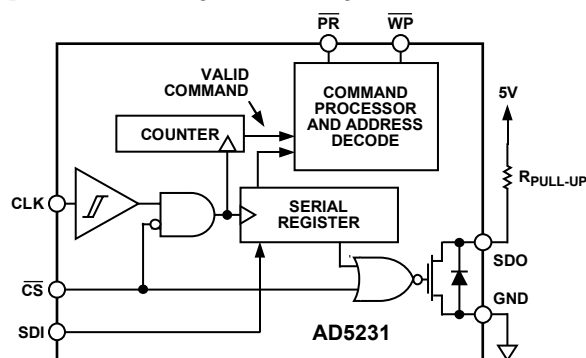 PR
WP
VALID
COMMAND
COMMAND
PROCESSOR
AND ADDRESS
DECODE
5V
COUNTER
RPULL-UP
CLK
SERIAL
REGISTER
SDO
CS
GND
SDI
AD5231